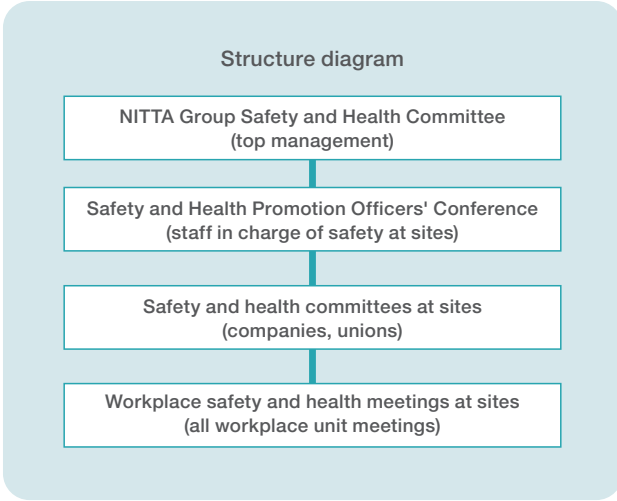 Structure diagram
NITTA Group Safety and Health Committee
(top management)
Safety and Health Promotion Officers' Conference
(staff in charge of safety at sites)
Safety and health committees at sites
(companies, unions)
Workplace safety and health meetings at sites
(all workplace unit meetings)